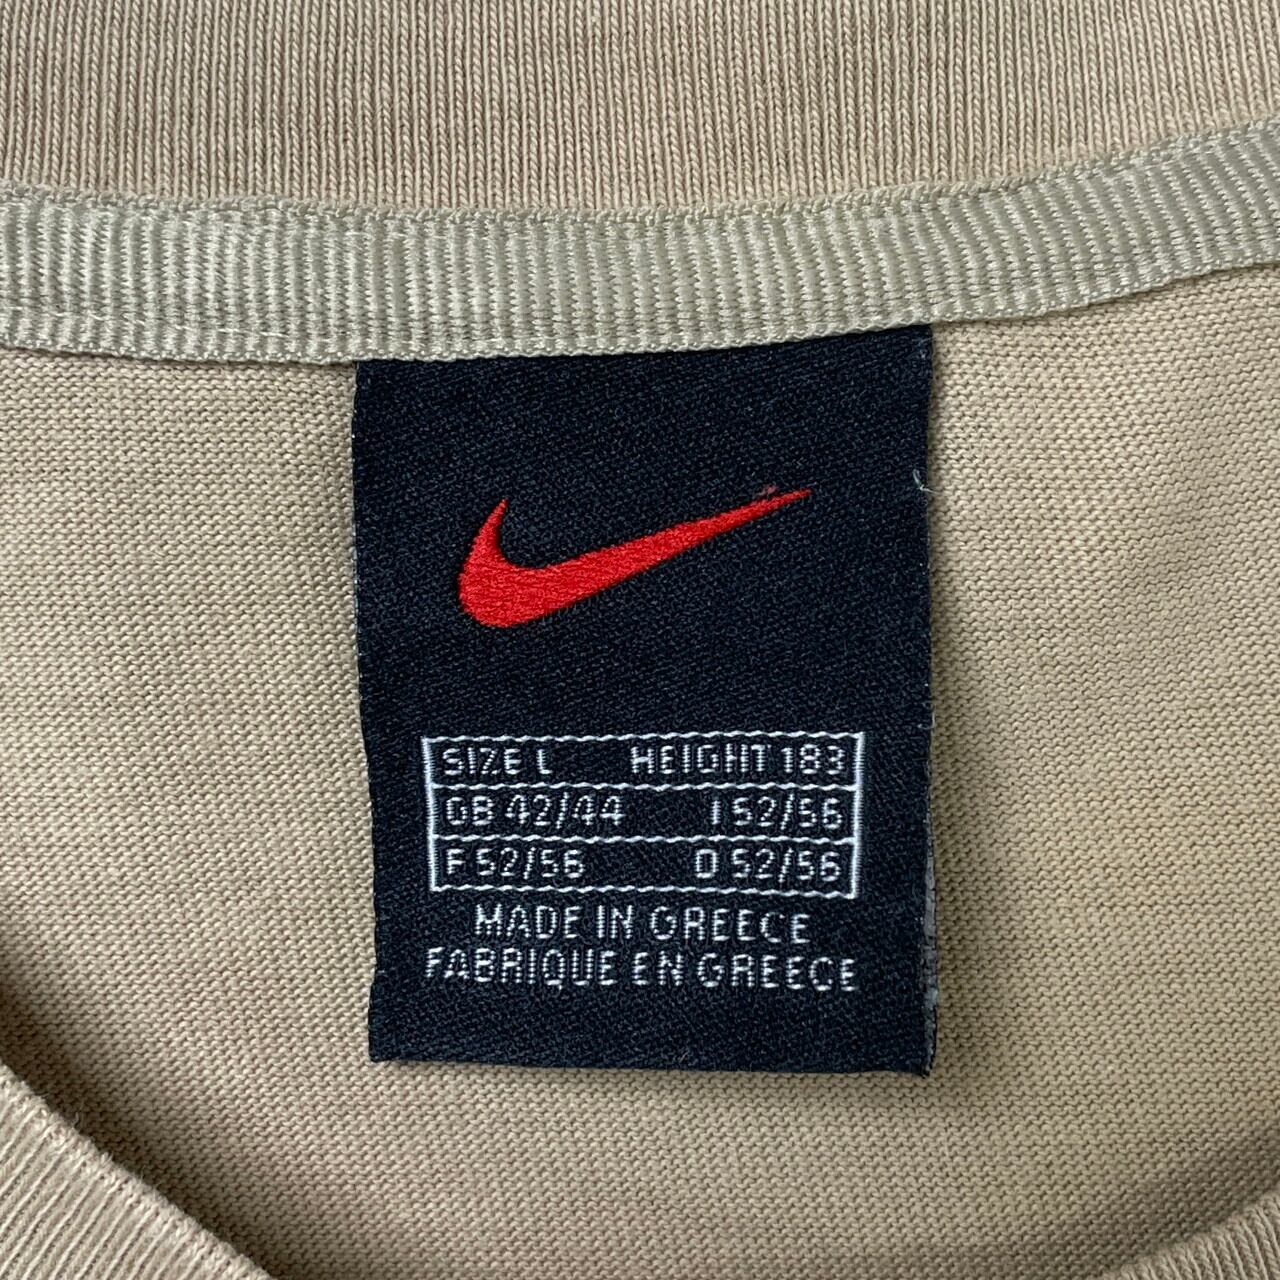 SIZE L HEIGHT 183
GB 42/44 I 52/56
F 52/56 D 52/56
MADE IN GREECE
FABRIQUE EN GREECE